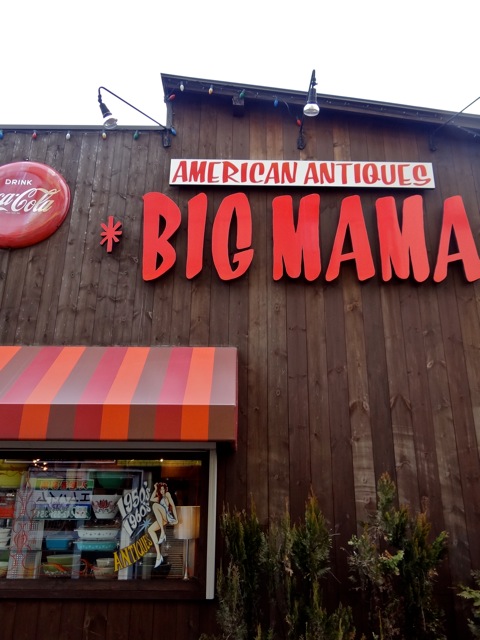 AMERICAN ANTIQUES
DRINK
Coca-Cola
* BIG MAMA
1950's
1960's
ANTIQUES